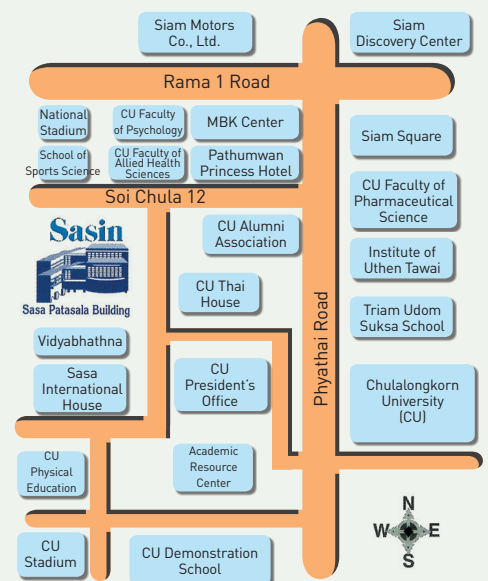 Siam Motors
Co., Ltd.
Siam
Discovery Center
Rama 1 Road
National
Stadium
CU Faculty
of Psychology
MBK Center
Siam Square
School of
Sports Science
CU Faculty of
Allied Health
Sciences
Pathumwan
Princess Hotel
CU Faculty of
Pharmaceutical
Science
Soi Chula 12
Sasin
Sasa Patasala Building
CU Alumni
Association
Institute of
Uthen Tawai
CU Thai
House
Phyathai Road
Triam Udom
Suksa School
Vidyabhathna
Sasa
International
House
CU
President's
Office
Chulalongkorn
University
(CU)
CU
Physical
Education
Academic
Resource
Center
CU
Stadium
CU Demonstration
School
N
W
E
S